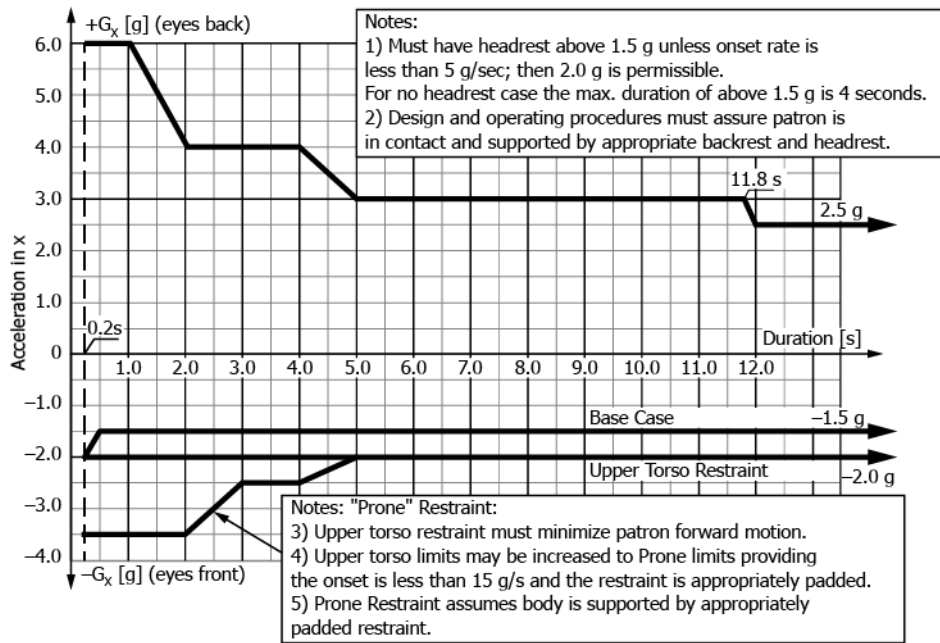 +Gx [g] (eyes back)
Notes:
1) Must have headrest above 1.5 g unless onset rate is
less than 5 g/sec; then 2.0 g is permissible.
For no headrest case the max. duration of above 1.5 g is 4 seconds.
2) Design and operating procedures must assure patron is
in contact and supported by appropriate backrest and headrest.
6.0
5.0
4.0
3.0
2.0
1.0
0
–1.0
–2.0
–3.0
–4.0
Acceleration in x
11.8 s
2.5 g
0.2s
Duration [s]
1.0 2.0 3.0 4.0 5.0 6.0 7.0 8.0 9.0 10.0 11.0 12.0
Base Case
–1.5 g
Upper Torso Restraint
–2.0 g
Notes: "Prone" Restraint:
3) Upper torso restraint must minimize patron forward motion.
4) Upper torso limits may be increased to Prone limits providing
the onset is less than 15 g/s and the restraint is appropriately padded.
5) Prone Restraint assumes body is supported by appropriately
padded restraint.
–Gx [g] (eyes front)